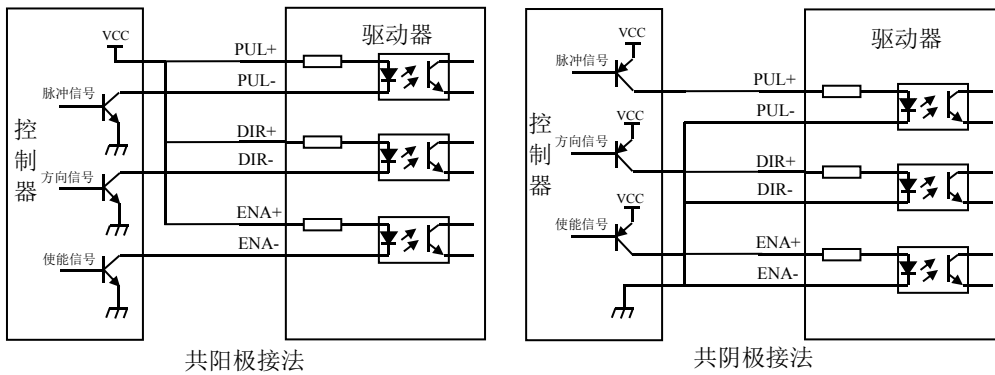 VCC
驱动器
PUL+
PUL-
脉冲信号
控制器
DIR+
DIR-
方向信号
ENA+
ENA-
使能信号
共阳极接法
VCC
驱动器
脉冲信号
PUL+
PUL-
VCC
控制器
方向信号
DIR+
DIR-
VCC
使能信号
ENA+
ENA-
共阴极接法